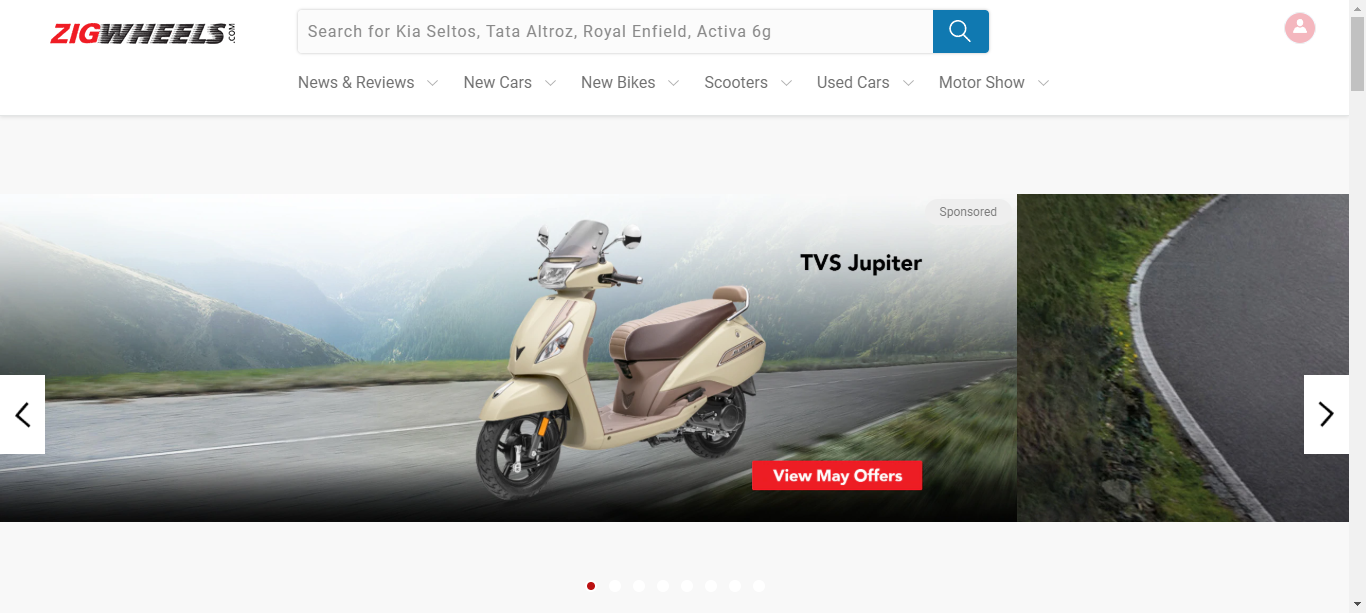 ZIGWHEELS.COM
Search for Kia Seltos, Tata Altroz, Royal Enfield, Activa 6g
News & Reviews New Cars New Bikes Scooters Used Cars Motor Show
Sponsored
TVS Jupiter
View May Offers